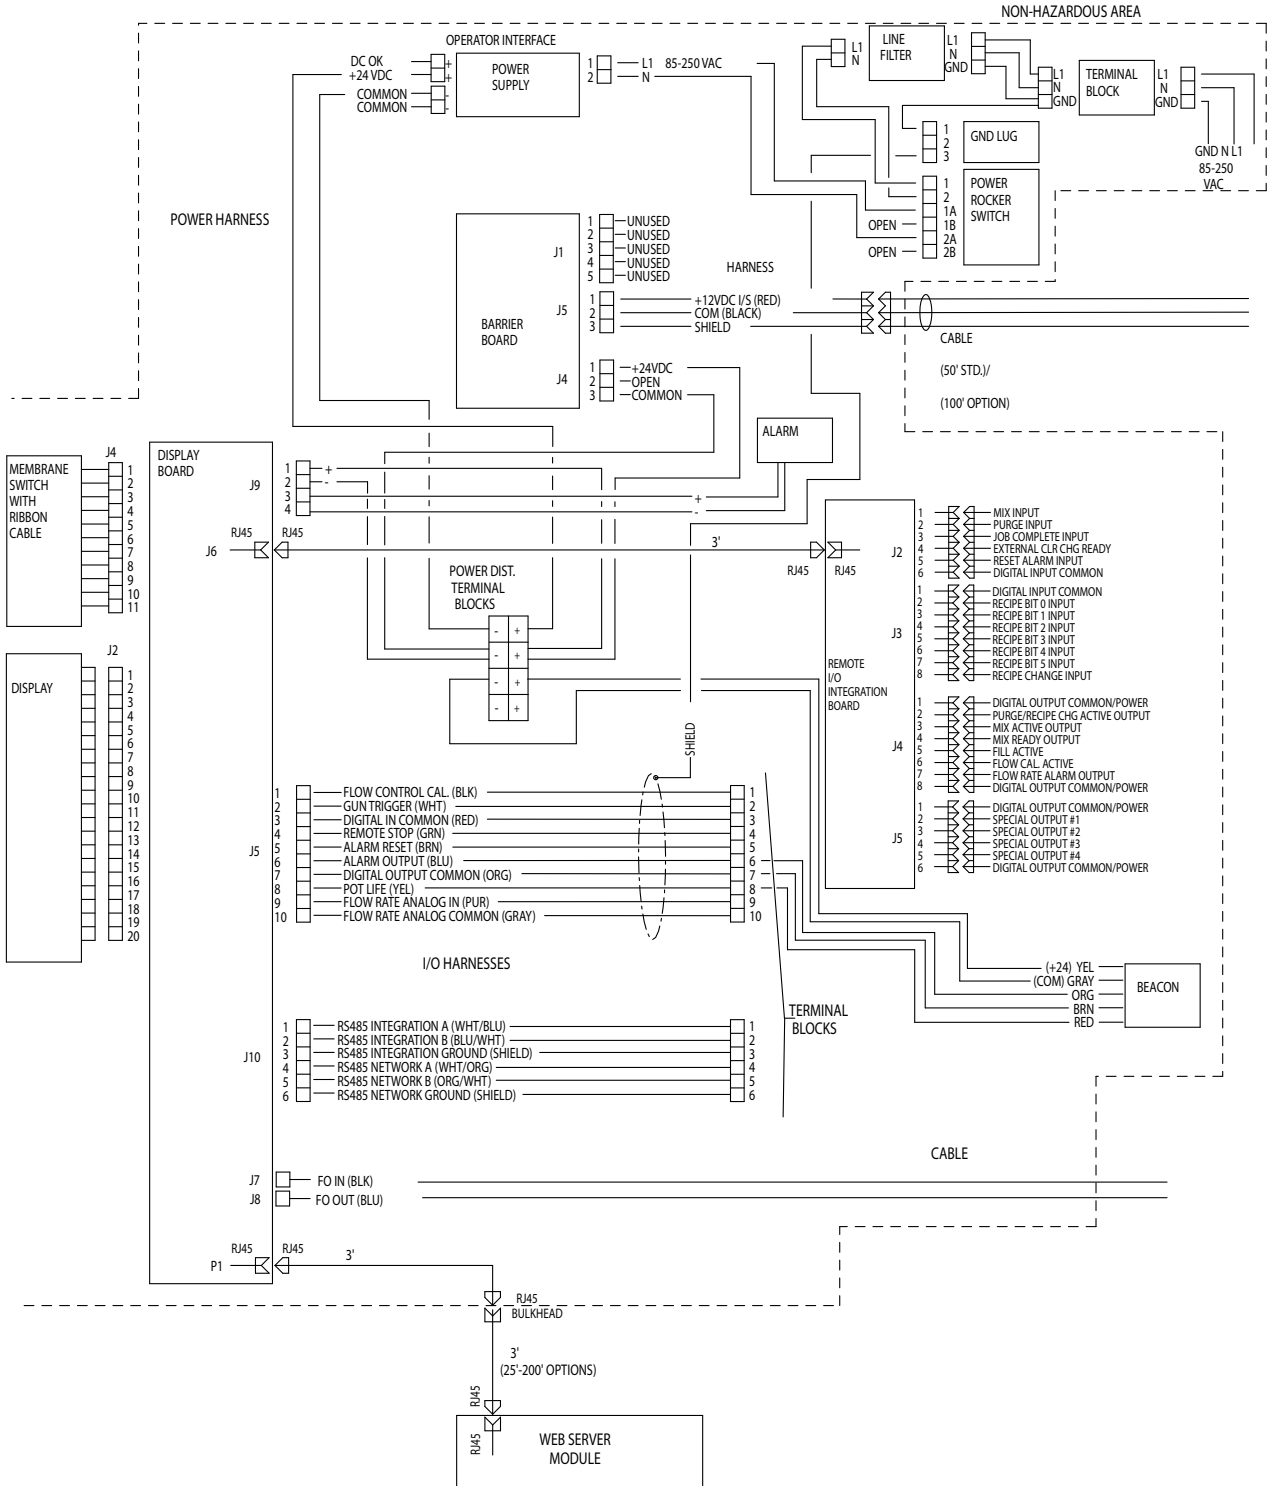 NON-HAZARDOUS AREA
OPERATOR INTERFACE
DC OK
+24 VDC
COMMON
COMMON
+
+
-
-
POWER
SUPPLY
1
2
L1 85-250 VAC
N
L1
N
LINE
FILTER
L1
N
GND
L1
N
GND
TERMINAL
BLOCK
L1
N
GND
GND N L1
85-250
VAC
1
2
3
GND LUG
1
2
1A
1B
2A
2B
OPEN
OPEN
POWER
ROCKER
SWITCH
POWER HARNESS
BARRIER
BOARD
J1
1
2
3
4
5
UNUSED
UNUSED
UNUSED
UNUSED
UNUSED
HARNESS
J5
1
2
3
+12VDC I/S (RED)
COM (BLACK)
SHIELD
J4
1
2
3
+24VDC
OPEN
COMMON
CABLE
(50' STD.)/
(100' OPTION)
ALARM
MEMBRANE
SWITCH
WITH
RIBBON
CABLE
J4
1
2
3
4
5
6
7
8
9
10
11
DISPLAY
BOARD
J9
1
2
3
4
+
-
+
-
J6
RJ45
RJ45
3'
RJ45
RJ45
POWER DIST.
TERMINAL
BLOCKS
- +
- +
- +
- +
REMOTE
I/O
INTEGRATION
BOARD
J2
1 MIX INPUT
2 PURGE INPUT
3 JOB COMPLETE INPUT
4 EXTERNAL CLR CHG READY
5 RESET ALARM INPUT
6 DIGITAL INPUT COMMON
J3
1 DIGITAL INPUT COMMON
2 RECIPE BIT 0 INPUT
3 RECIPE BIT 1 INPUT
4 RECIPE BIT 2 INPUT
5 RECIPE BIT 3 INPUT
6 RECIPE BIT 4 INPUT
7 RECIPE BIT 5 INPUT
8 RECIPE CHANGE INPUT
J4
1 DIGITAL OUTPUT COMMON/POWER
2 PURGE/RECIPE CHG ACTIVE OUTPUT
3 MIX ACTIVE OUTPUT
4 MIX READY OUTPUT
5 FILL ACTIVE
6 FLOW CAL. ACTIVE
7 FLOW RATE ALARM OUTPUT
8 DIGITAL OUTPUT COMMON/POWER
J5
1 DIGITAL OUTPUT COMMON/POWER
2 SPECIAL OUTPUT #1
3 SPECIAL OUTPUT #2
4 SPECIAL OUTPUT #3
5 SPECIAL OUTPUT #4
6 DIGITAL OUTPUT COMMON/POWER
DISPLAY
J2
1
2
3
4
5
6
7
8
9
10
11
12
13
14
15
16
17
18
19
20
SHIELD
J5
1 FLOW CONTROL CAL. (BLK) 1
2 GUN TRIGGER (WHT) 2
3 DIGITAL IN COMMON (RED) 3
4 REMOTE STOP (GRN) 4
5 ALARM RESET (BRN) 5
6 ALARM OUTPUT (BLU) 6
7 DIGITAL OUTPUT COMMON (ORG) 7
8 POT LIFE (YEL) 8
9 FLOW RATE ANALOG IN (PUR) 9
10 FLOW RATE ANALOG COMMON (GRAY) 10
I/O HARNESSES
(+24) YEL
(COM) GRAY
ORG
BRN
RED
BEACON
TERMINAL
BLOCKS
J10
1 RS485 INTEGRATION A (WHT/BLU) 1
2 RS485 INTEGRATION B (BLU/WHT) 2
3 RS485 INTEGRATION GROUND (SHIELD) 3
4 RS485 NETWORK A (WHT/ORG) 4
5 RS485 NETWORK B (ORG/WHT) 5
6 RS485 NETWORK GROUND (SHIELD) 6
CABLE
J7 FO IN (BLK)
J8 FO OUT (BLU)
P1
RJ45
RJ45
3'
RJ45
BULKHEAD
3'
(25'-200' OPTIONS)
RJ45
RJ45
WEB SERVER
MODULE